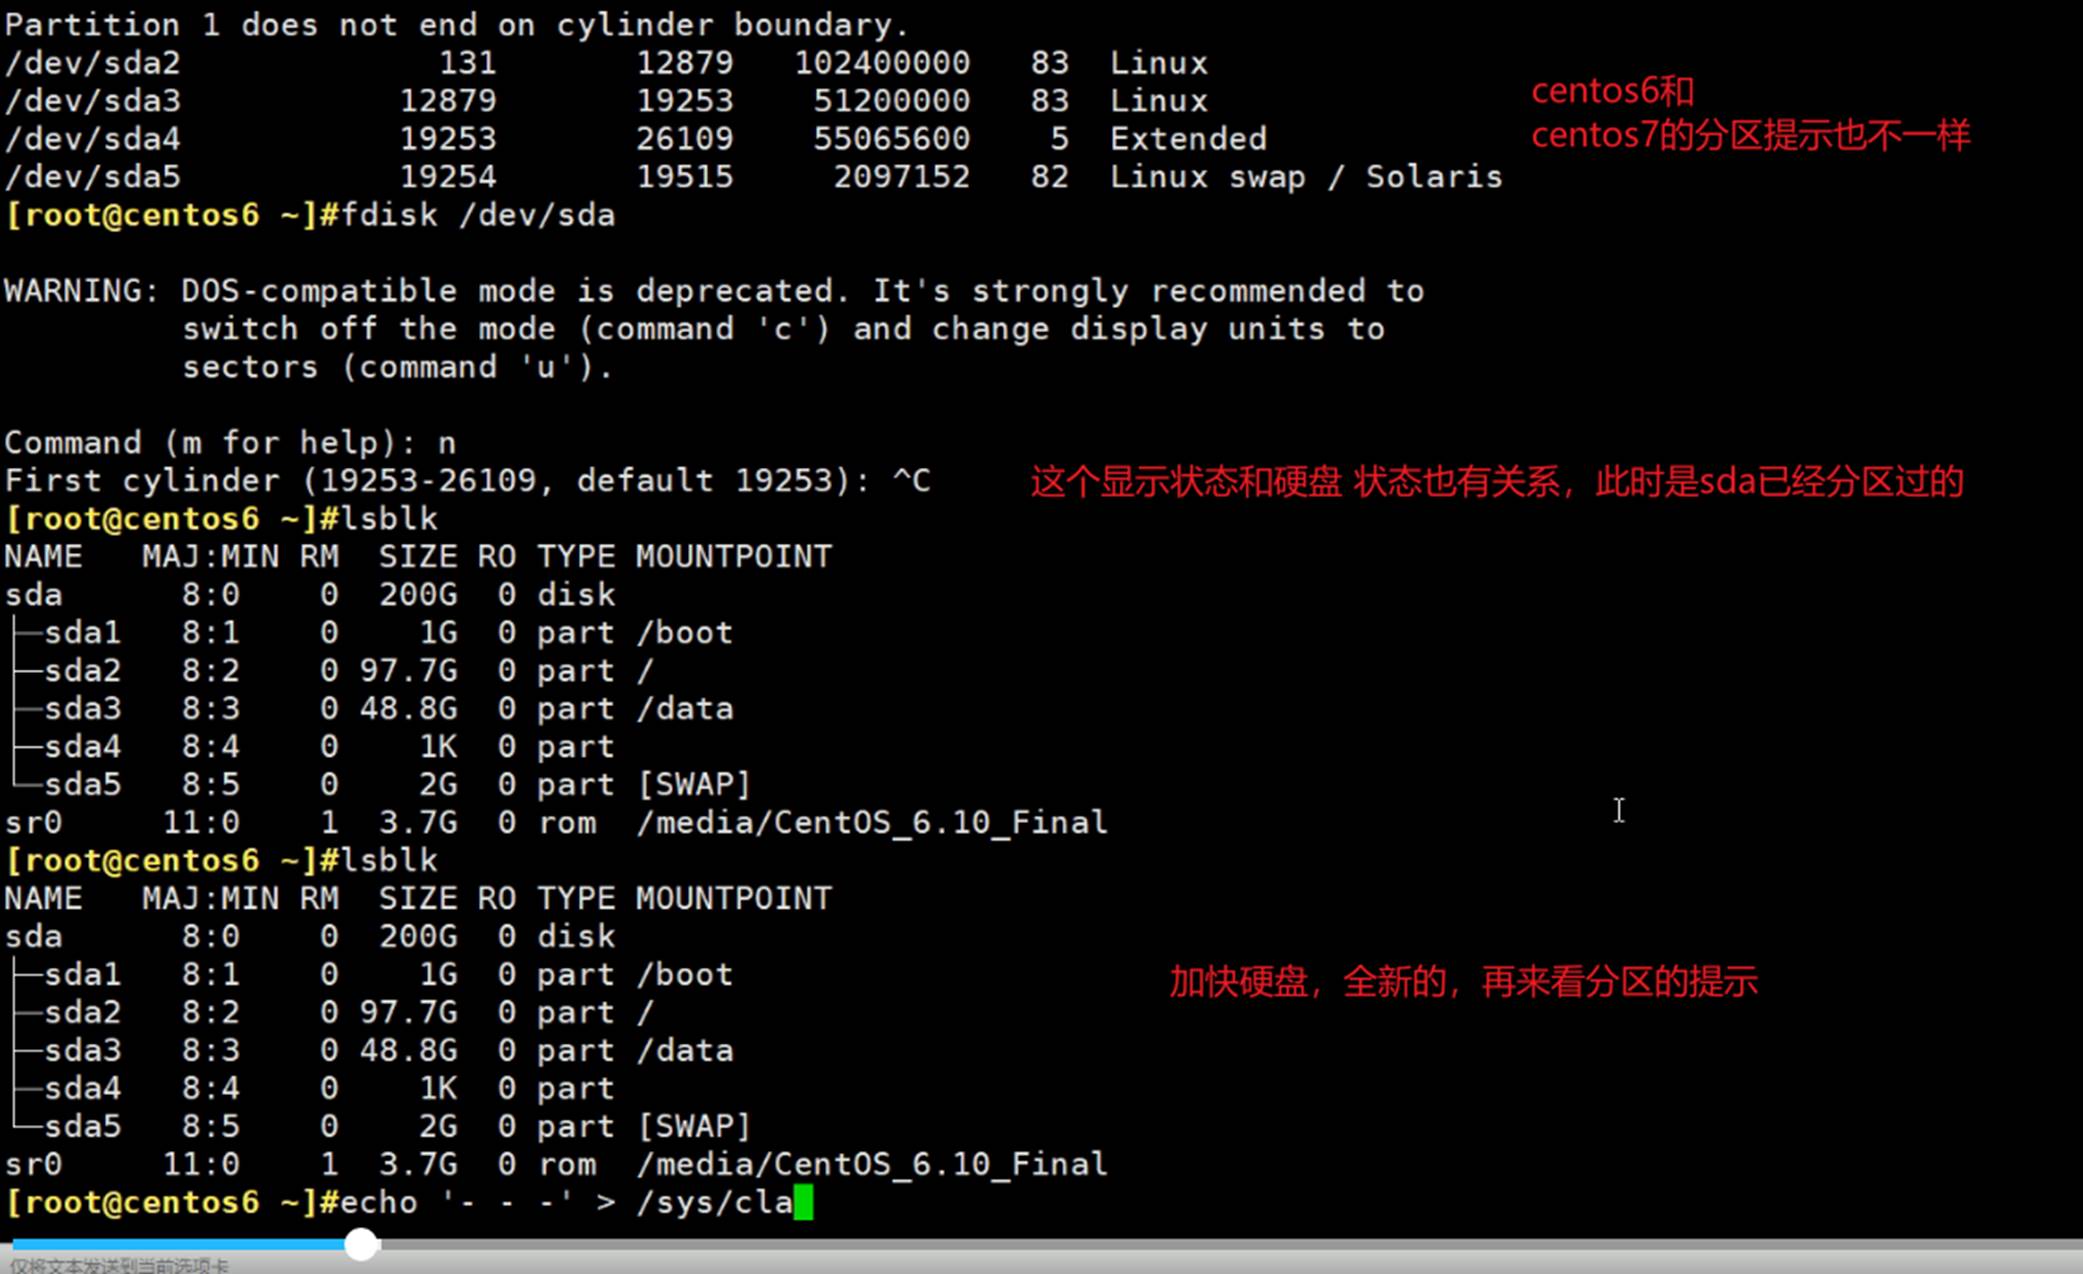 Partition 1 does not end on cylinder boundary.
/dev/sda2             131       12879   102400000   83  Linux
/dev/sda3           12879       19253    51200000   83  Linux
centos6和
/dev/sda4           19253       26109    55065600    5  Extended
centos7的分区提示也不一样
/dev/sda5           19254       19515     2097152   82  Linux swap / Solaris
[root@centos6 ~]#fdisk /dev/sda
WARNING: DOS-compatible mode is deprecated. It's strongly recommended to
         switch off the mode (command 'c') and change display units to
         sectors (command 'u').
Command (m for help): n
First cylinder (19253-26109, default 19253): ^C
这个显示状态和硬盘 状态也有关系，此时是sda已经分区过的
[root@centos6 ~]#lsblk
NAME   MAJ:MIN RM  SIZE RO TYPE MOUNTPOINT
sda      8:0    0  200G  0 disk
├─sda1   8:1    0    1G  0 part /boot
├─sda2   8:2    0 97.7G  0 part /
├─sda3   8:3    0 48.8G  0 part /data
├─sda4   8:4    0    1K  0 part
└─sda5   8:5    0    2G  0 part [SWAP]
sr0     11:0    1  3.7G  0 rom  /media/CentOS_6.10_Final
[root@centos6 ~]#lsblk
NAME   MAJ:MIN RM  SIZE RO TYPE MOUNTPOINT
sda      8:0    0  200G  0 disk
├─sda1   8:1    0    1G  0 part /boot
加快硬盘，全新的，再来看分区的提示
├─sda2   8:2    0 97.7G  0 part /
├─sda3   8:3    0 48.8G  0 part /data
├─sda4   8:4    0    1K  0 part
└─sda5   8:5    0    2G  0 part [SWAP]
sr0     11:0    1  3.7G  0 rom  /media/CentOS_6.10_Final
[root@centos6 ~]#echo '- - -' > /sys/cla
仅将文本发送到当前选项卡